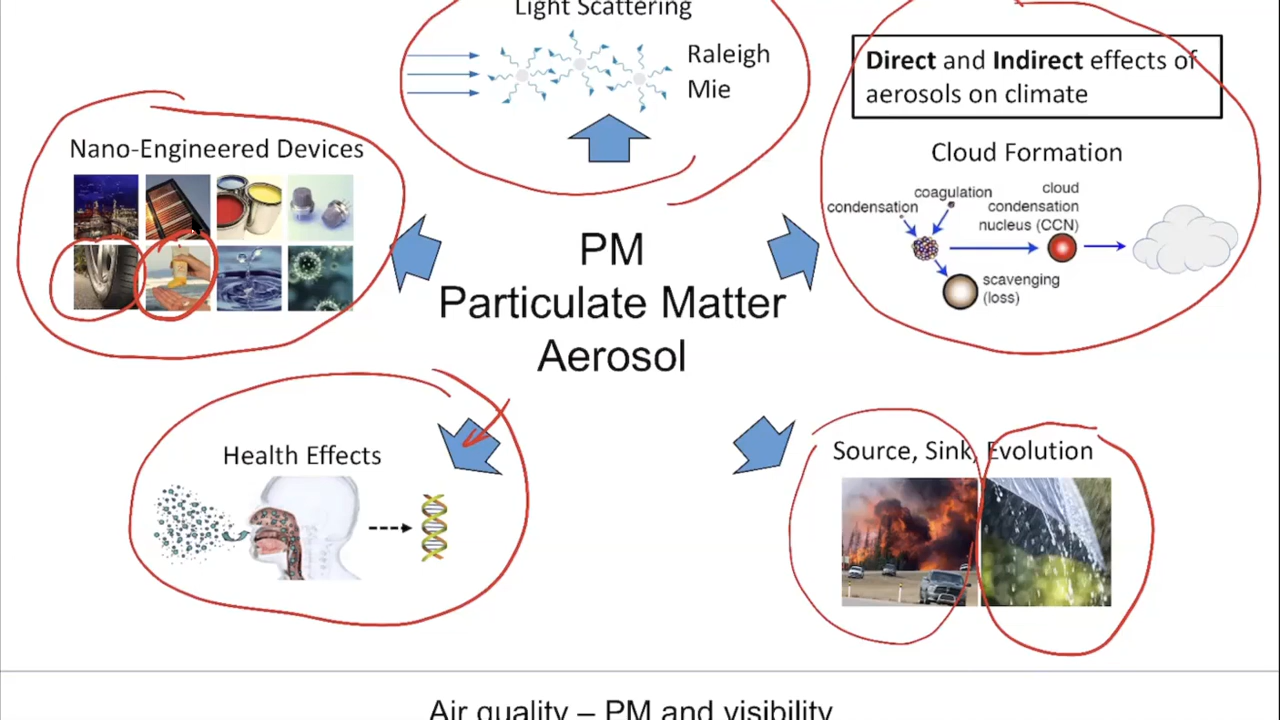 Light Scattering
Raleigh
Mie
Direct and Indirect effects of
aerosols on climate
Nano-Engineered Devices
Cloud Formation
condensation
coagulation
cloud
condensation
nucleus (CCN)
scavenging
(loss)
PM
Particulate Matter
Aerosol
Health Effects
Source, Sink, Evolution
Air quality – PM and visibility